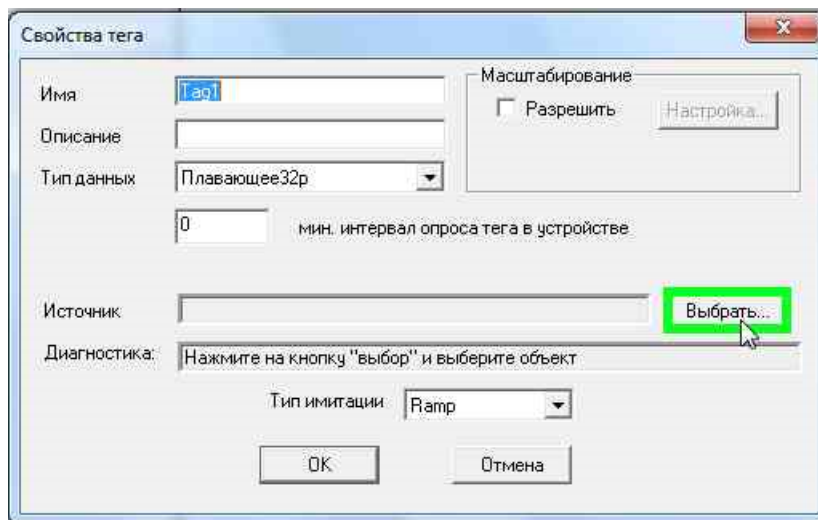 Свойства тега
Имя
Tag1
Описание
Тип данных
Плавающее32р
Масштабирование
Разрешить
Настройка...
0
мин. интервал опроса тега в устройстве
Источник
Выбрать...
Диагностика:
Нажмите на кнопку "выбор" и выберите объект
Тип имитации
Ramp
OK
Отмена